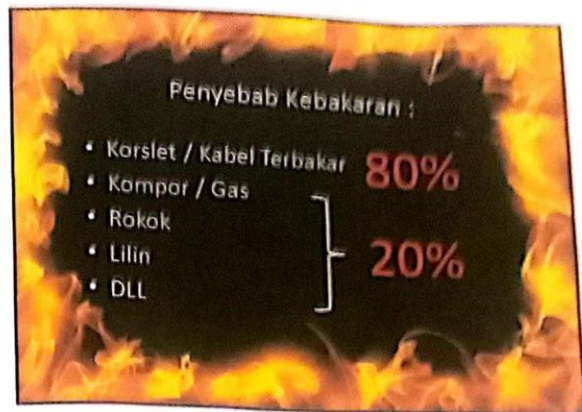 Penyebab Kebakaran :
• Korslet / Kabel Terbakar 80%
• Kompor / Gas
• Rokok
• Lilin
• DLL
20%